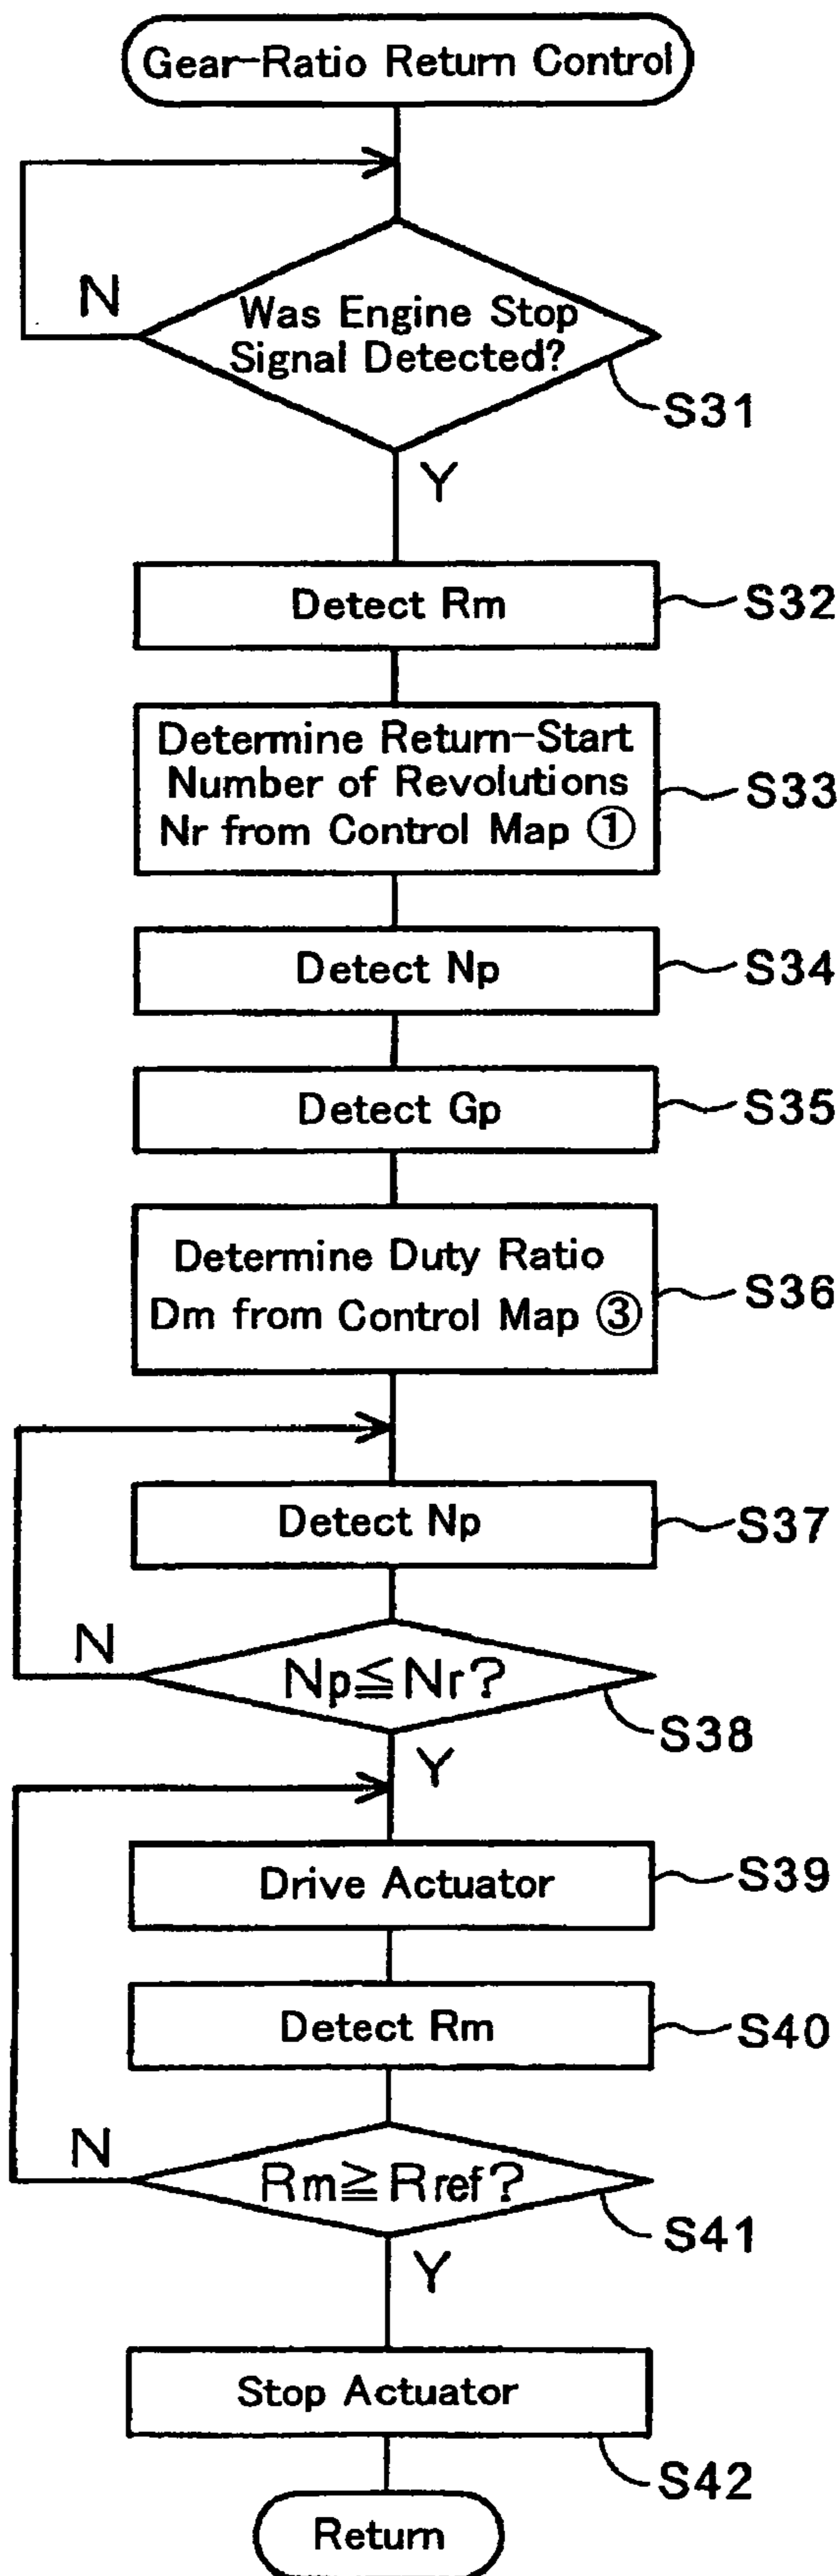 Gear-Ratio Return Control
N
Was Engine Stop
Signal Detected?
S31
Y
Detect Rm
S32
Determine Return-Start
Number of Revolutions
Nr from Control Map ①
S33
Detect Np
S34
Detect Gp
S35
Determine Duty Ratio
Dm from Control Map ③
S36
Detect Np
S37
N
Np≦Nr?
S38
Y
Drive Actuator
S39
Detect Rm
S40
N
Rm≧Rref?
S41
Y
Stop Actuator
S42
Return